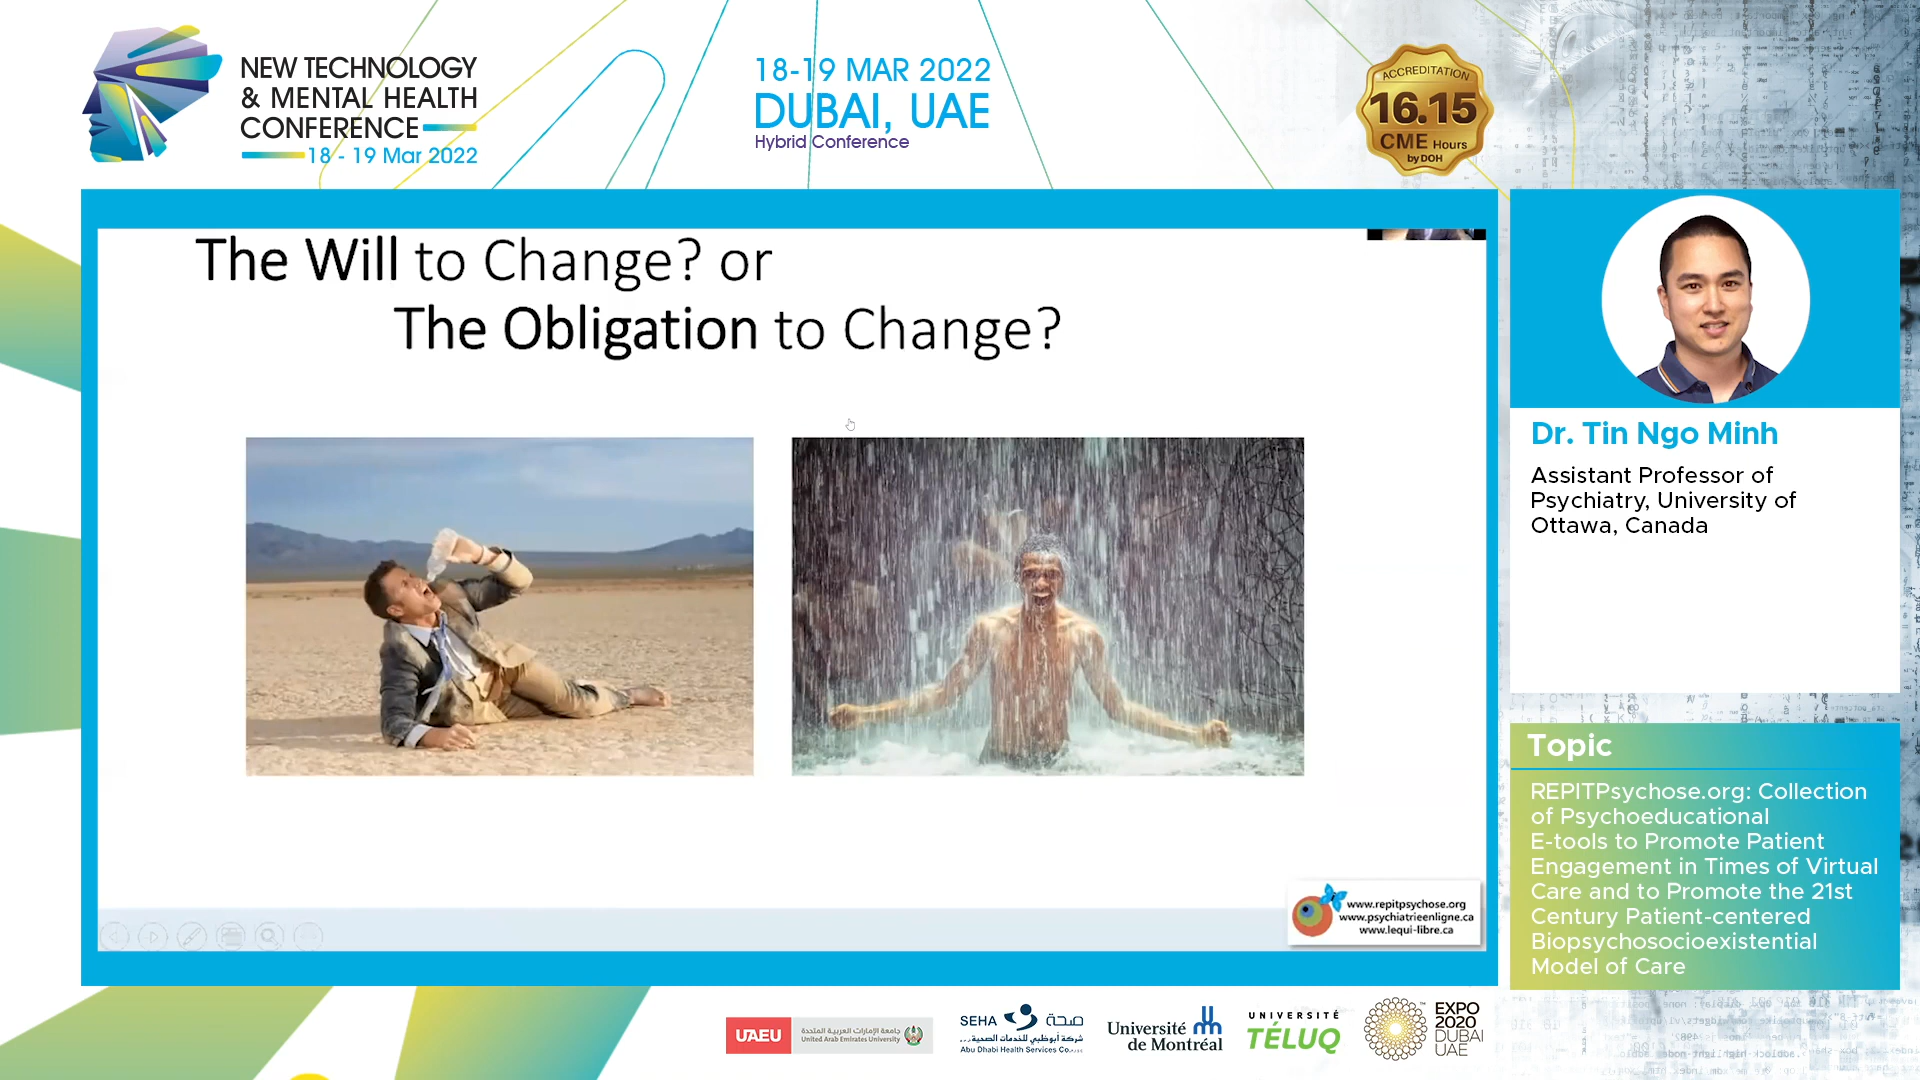 NEW TECHNOLOGY
& MENTAL HEALTH
CONFERENCE
18 - 19 Mar 2022
18-19 MAR 2022
DUBAI, UAE
Hybrid Conference
ACCREDITATION
16.15
CME Hours
by DOH
The Will to Change? or
The Obligation to Change?
www.repitpsychose.org
www.psychiatrieenligne.ca
www.lequi-libre.ca
Dr. Tin Ngo Minh
Assistant Professor of
Psychiatry, University of
Ottawa, Canada
Topic
REPITPsychose.org: Collection
of Psychoeducational
E-tools to Promote Patient
Engagement in Times of Virtual
Care and to Promote the 21st
Century Patient-centered
Biopsychosocioexistential
Model of Care
UAEU
جامعة الإمارات العربية المتحدة
United Arab Emirates University
SEHA صحة
شركة أبوظبي للخدمات الصحية
Abu Dhabi Health Services Co.
Université
de Montréal
UNIVERSITÉ
TÉLUQ
EXPO
2020
DUBAI
UAE